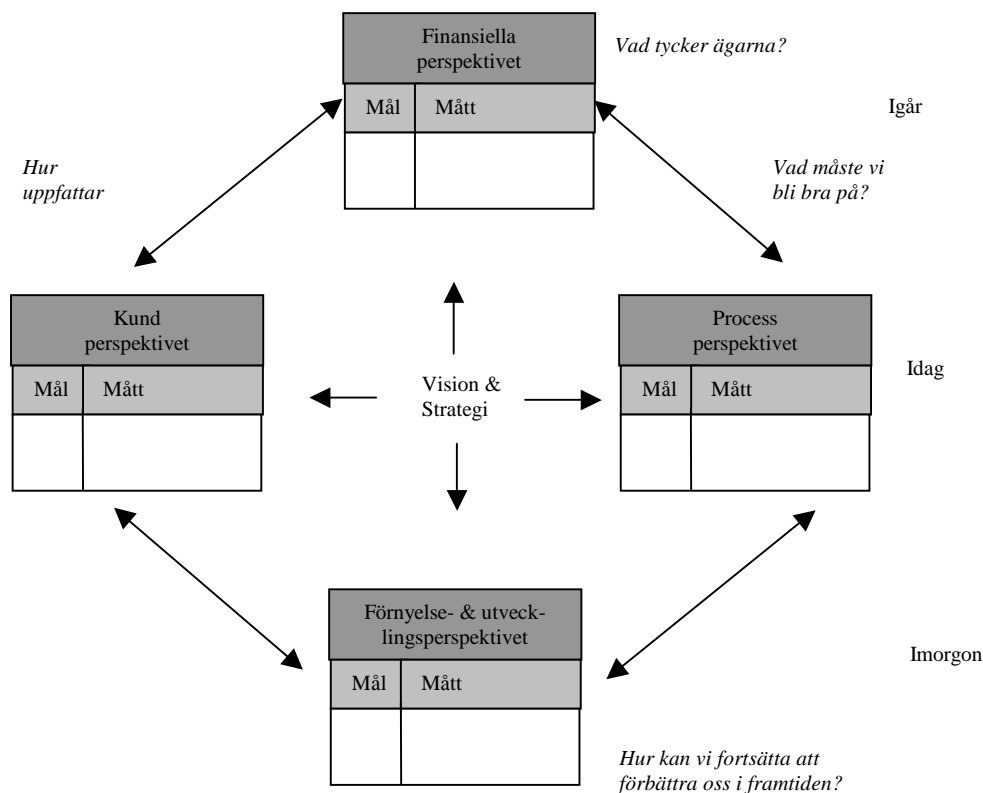 Finansiella
perspektivet
Vad tycker ägarna?
Mål Mått
Igår
Hur
uppfattar
Vad måste vi
bli bra på?
Kund
perspektivet
Mål Mått
Vision &
Strategi
Process
perspektivet
Mål Mått
Idag
Förnyelse- & utveck-
lingsperspektivet
Mål Mått
Imorgon
Hur kan vi fortsätta att
förbättra oss i framtiden?